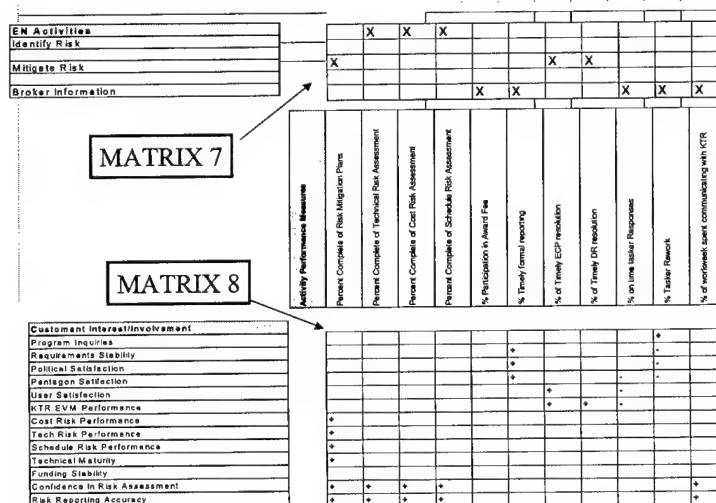 EN Activities X X X
Identify Risk
Mitigate Risk X X X
Broker Information X X X X X
MATRIX 7
Activity Performance Measures
Percent Complete of Risk Mitigation Plans
Percent Complete of Technical Risk Assessment
Percent Complete of Cost Risk Assessment
Percent Complete of Schedule Risk Assessment
% Participation in Award Fee
% Timely formal reporting
% of Timely ECP resolution
% of Timely DR resolution
% on time tasker Responses
% Tasker Rework
% of workweek spent communicating with KTR
MATRIX 8
Customant Interest/Involvement
Program Inquiries +
Requirements Stability + -
Political Satisfaction + -
Pentagon Satifaction + - -
User Satisfaction + -
KTR EVM Performance + + -
Cost Risk Performance +
Tech Risk Performance +
Schedule Risk Performance +
Technical Maturity +
Funding Stability
Confidence In Risk Assessment + + + + +
Risk Reporting Accuracy + + + + +